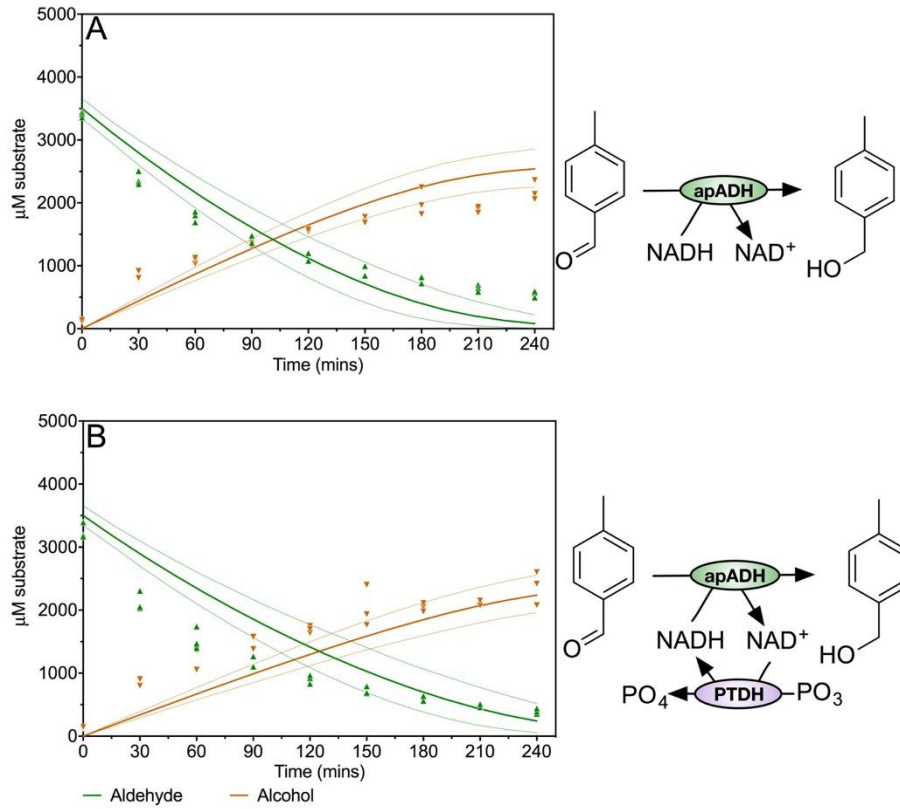 A
5000
4000
3000
2000
1000
0
µM substrate
0 30 60 90 120 150 180 210 240
Time (mins)
O
apADH
NADH NAD+
HO
B
5000
4000
3000
2000
1000
0
µM substrate
0 30 60 90 120 150 180 210 240
Time (mins)
Aldehyde Alcohol
O
apADH
NADH NAD+
HO
PO4 PTDH PO3